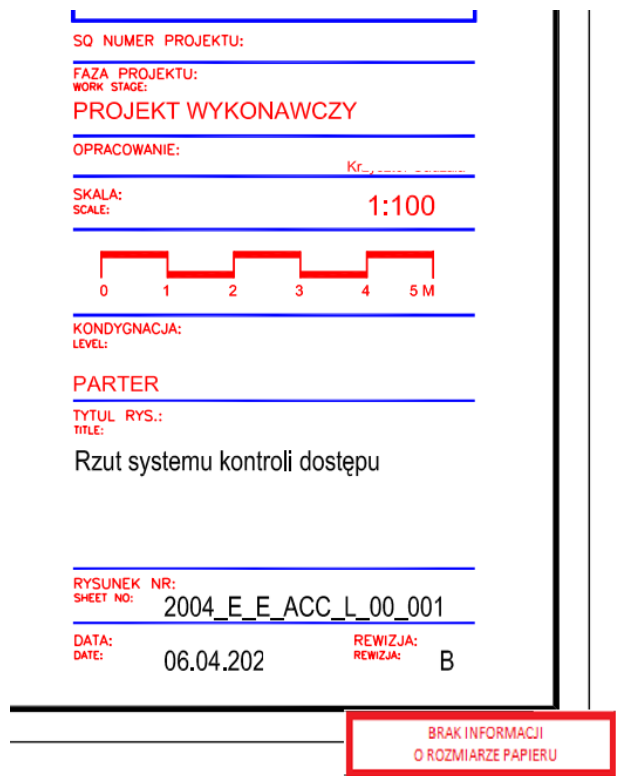 SQ NUMER PROJEKTU:
FAZA PROJEKTU:
WORK STAGE:
PROJEKT WYKONAWCZY
OPRACOWANIE:
SKALA:
SCALE:
1:100
0 1 2 3 4 5 M
KONDYGNACJA:
LEVEL:
PARTER
TYTUL RYS.:
TITLE:
Rzut systemu kontroli dostępu
RYSUNEK NR:
SHEET NO:
2004_E_E_ACC_L_00_001
DATA:
DATE:
06.04.202
REWIZJA:
REWIZJA:
B
BRAK INFORMACJI
O ROZMIARZE PAPIERU